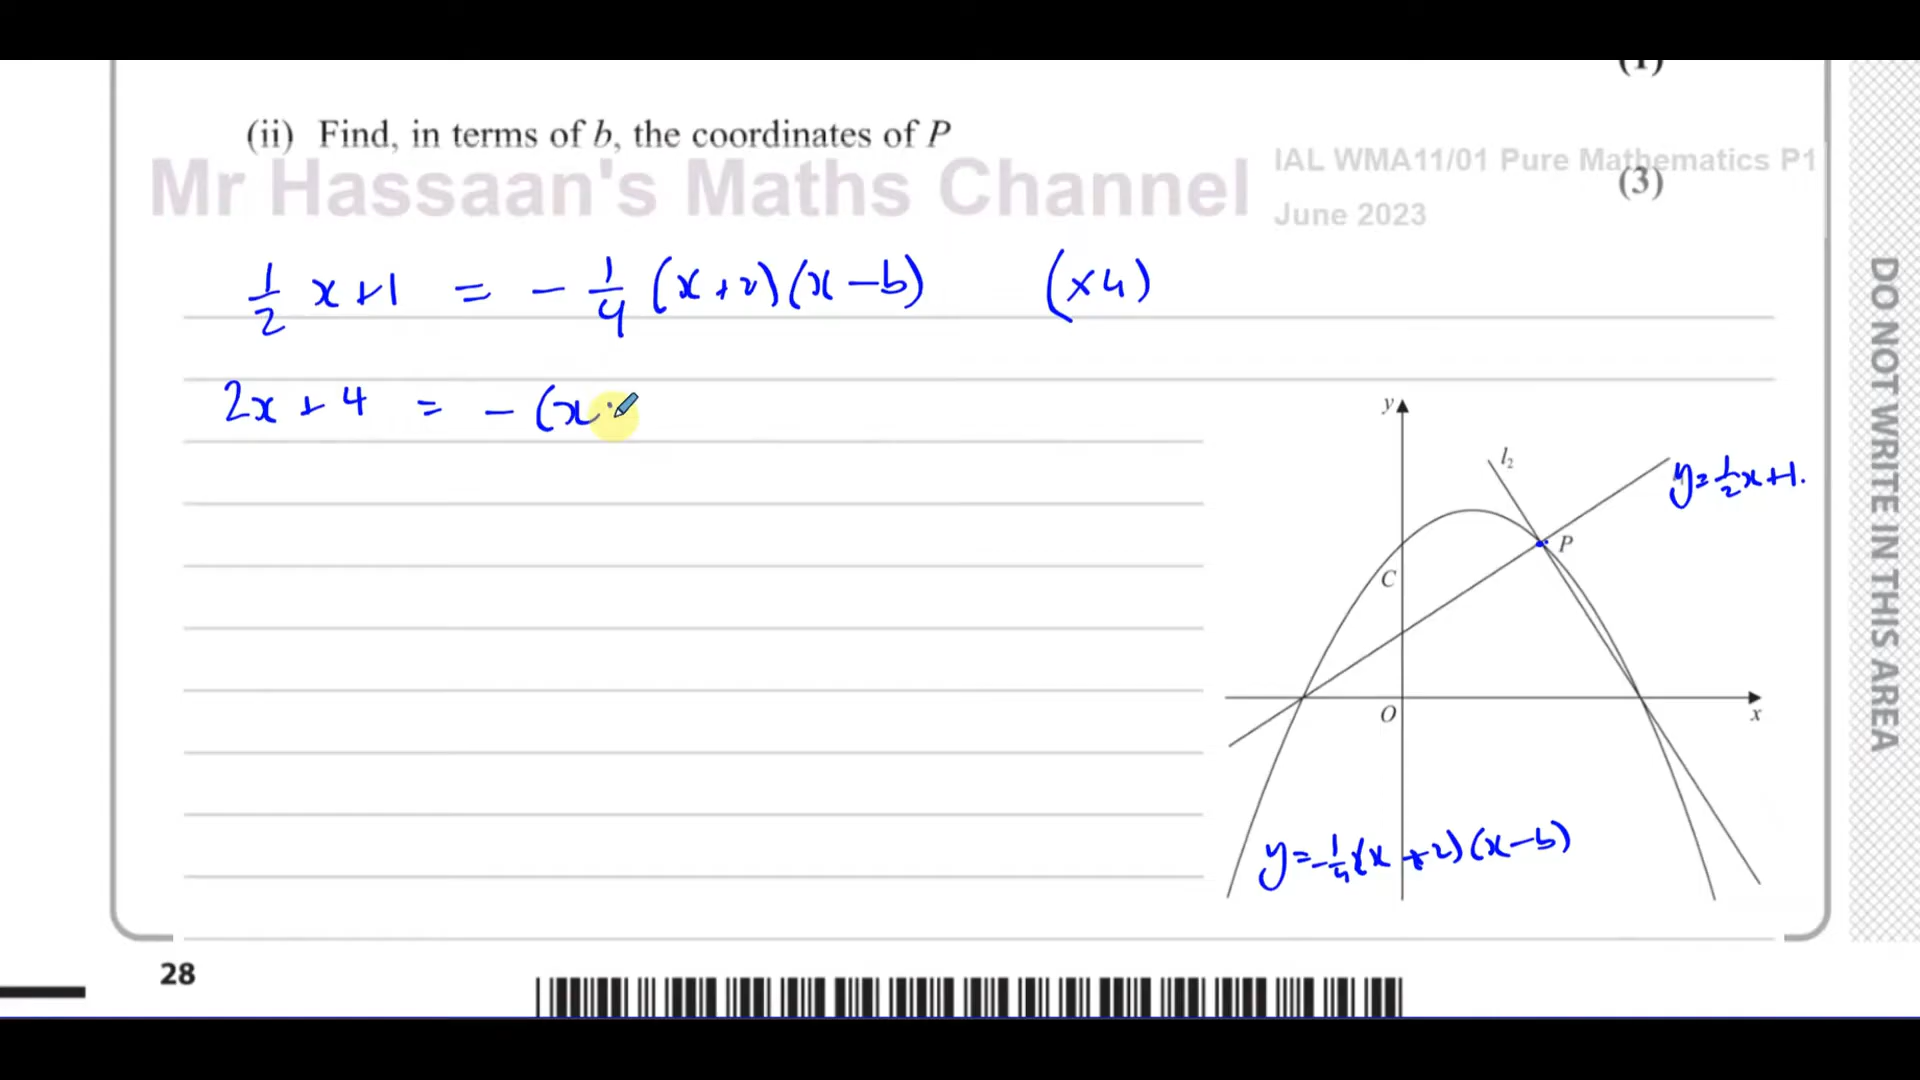 (1)
(ii) Find, in terms of b, the coordinates of P
Mr Hassaan's Maths Channel
IAL WMA11/01 Pure Mathematics P1
(3)
June 2023
1/2 x + 1 = - 1/4 (x + 2)(x - b) (×4)
2x + 4 = - (x
y
l₂
y = 1/2 x + 1.
P
C
O
x
y = - 1/4 (x + 2)(x - b)
28
DO NOT WRITE IN THIS AREA